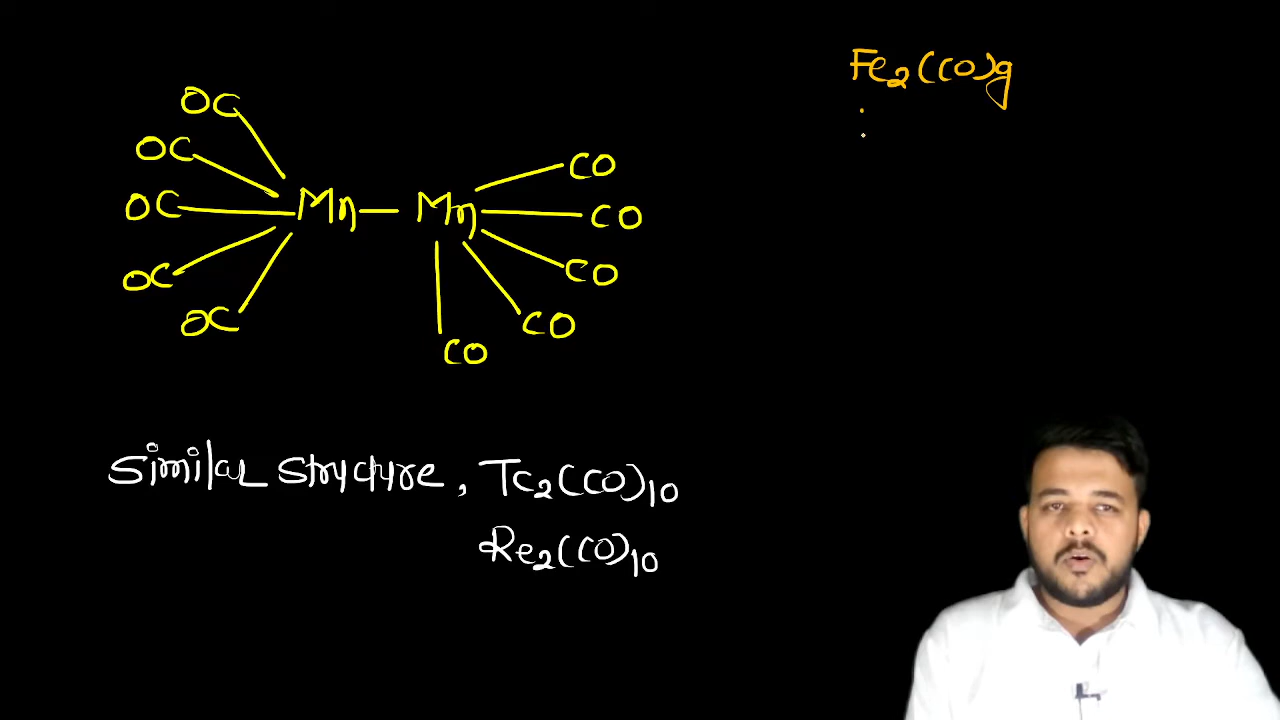 Fe₂(CO)9
OC
OC
OC
OC
OC
Mn — Mn
CO
CO
CO
CO
CO
Similar structure, Tc₂(CO)₁₀
Re₂(CO)₁₀